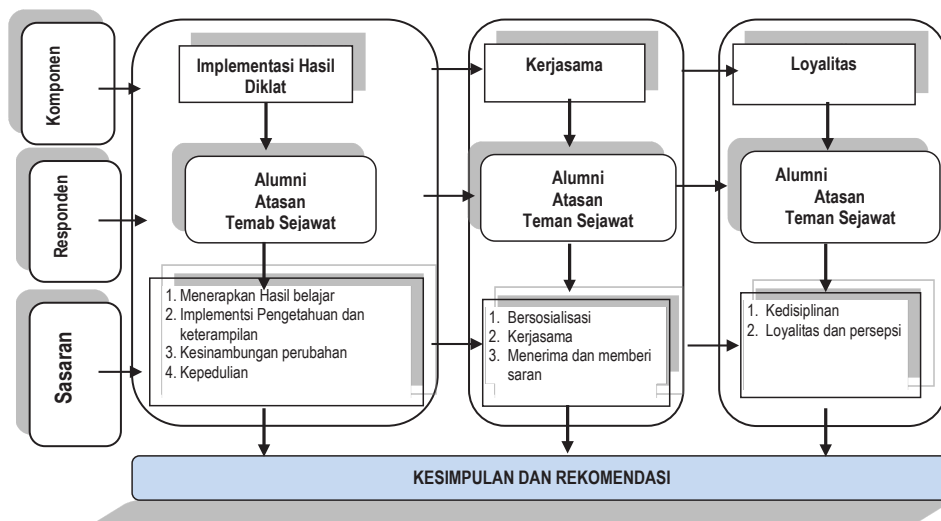 Komponen
Implementasi Hasil
Diklat
Kerjasama
Loyalitas
Responden
Alumni
Atasan
Temab Sejawat
Alumni
Atasan
Teman Sejawat
Alumni
Atasan
Teman Sejawat
Sasaran
1. Menerapkan Hasil belajar
2. Implementsi Pengetahuan dan
keterampilan
3. Kesinambungan perubahan
4. Kepedulian
1. Bersosialisasi
2. Kerjasama
3. Menerima dan memberi
saran
1. Kedisiplinan
2. Loyalitas dan persepsi
KESIMPULAN DAN REKOMENDASI